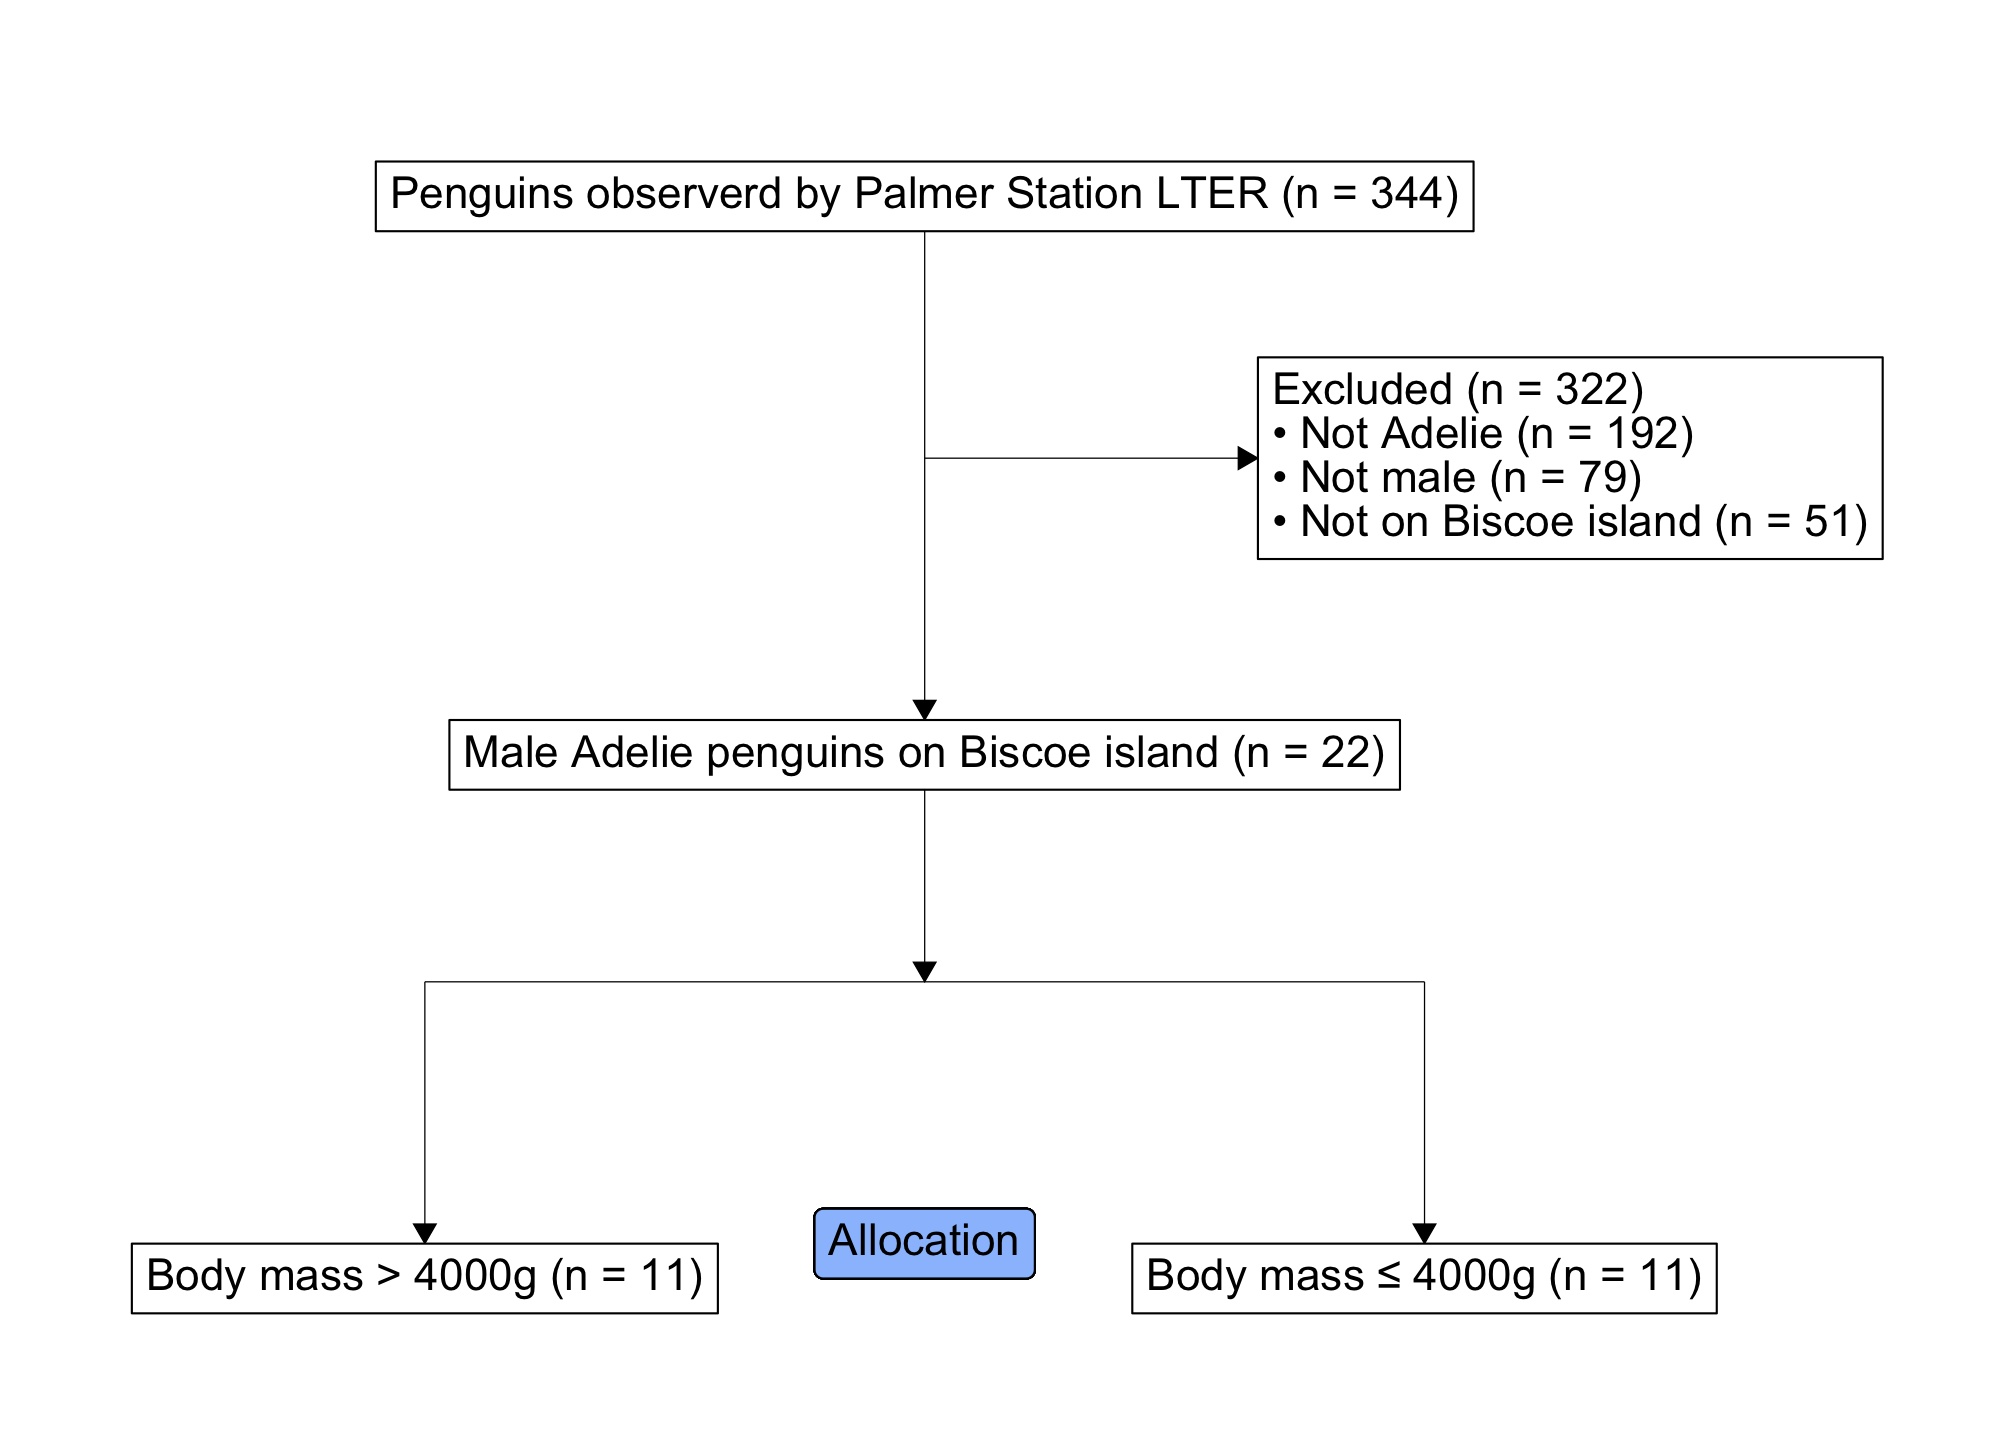 Penguins observerd by Palmer Station LTER (n = 344)
Excluded (n = 322)
• Not Adelie (n = 192)
• Not male (n = 79)
• Not on Biscoe island (n = 51)
Male Adelie penguins on Biscoe island (n = 22)
Allocation
Body mass > 4000g (n = 11)
Body mass ≤ 4000g (n = 11)